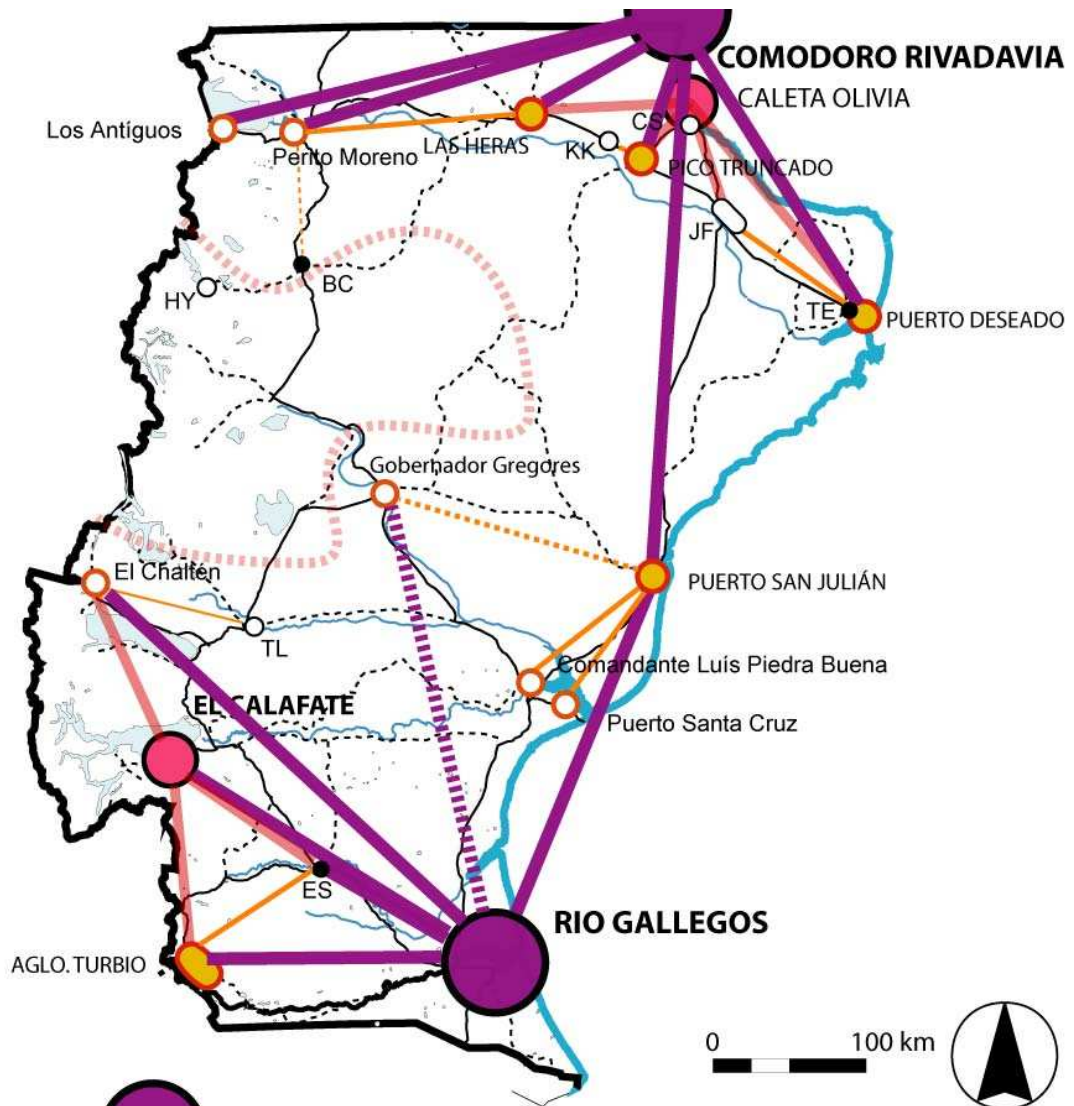 COMODORO RIVADAVIA
CALETA OLIVIA
CS
Los Antíguos
Perito Moreno
LAS HERAS
KK
PICO TRUNCADO
JF
HY
BC
TE
PUERTO DESEADO
Gobernador Gregores
El Chaltén
PUERTO SAN JULIÁN
TL
Comandante Luís Piedra Buena
EL CALAFATE
Puerto Santa Cruz
ES
RIO GALLEGOS
AGLO. TURBIO
0 100 km